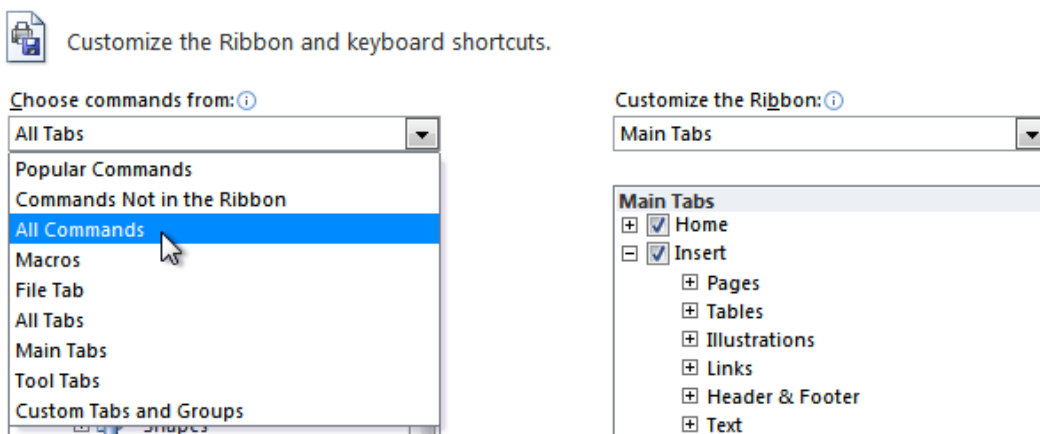 Customize the Ribbon and keyboard shortcuts.
Choose commands from:
All Tabs
Popular Commands
Commands Not in the Ribbon
All Commands
Macros
File Tab
All Tabs
Main Tabs
Tool Tabs
Custom Tabs and Groups
Shapes
Customize the Ribbon:
Main Tabs
Main Tabs
Home
Insert
Pages
Tables
Illustrations
Links
Header & Footer
Text